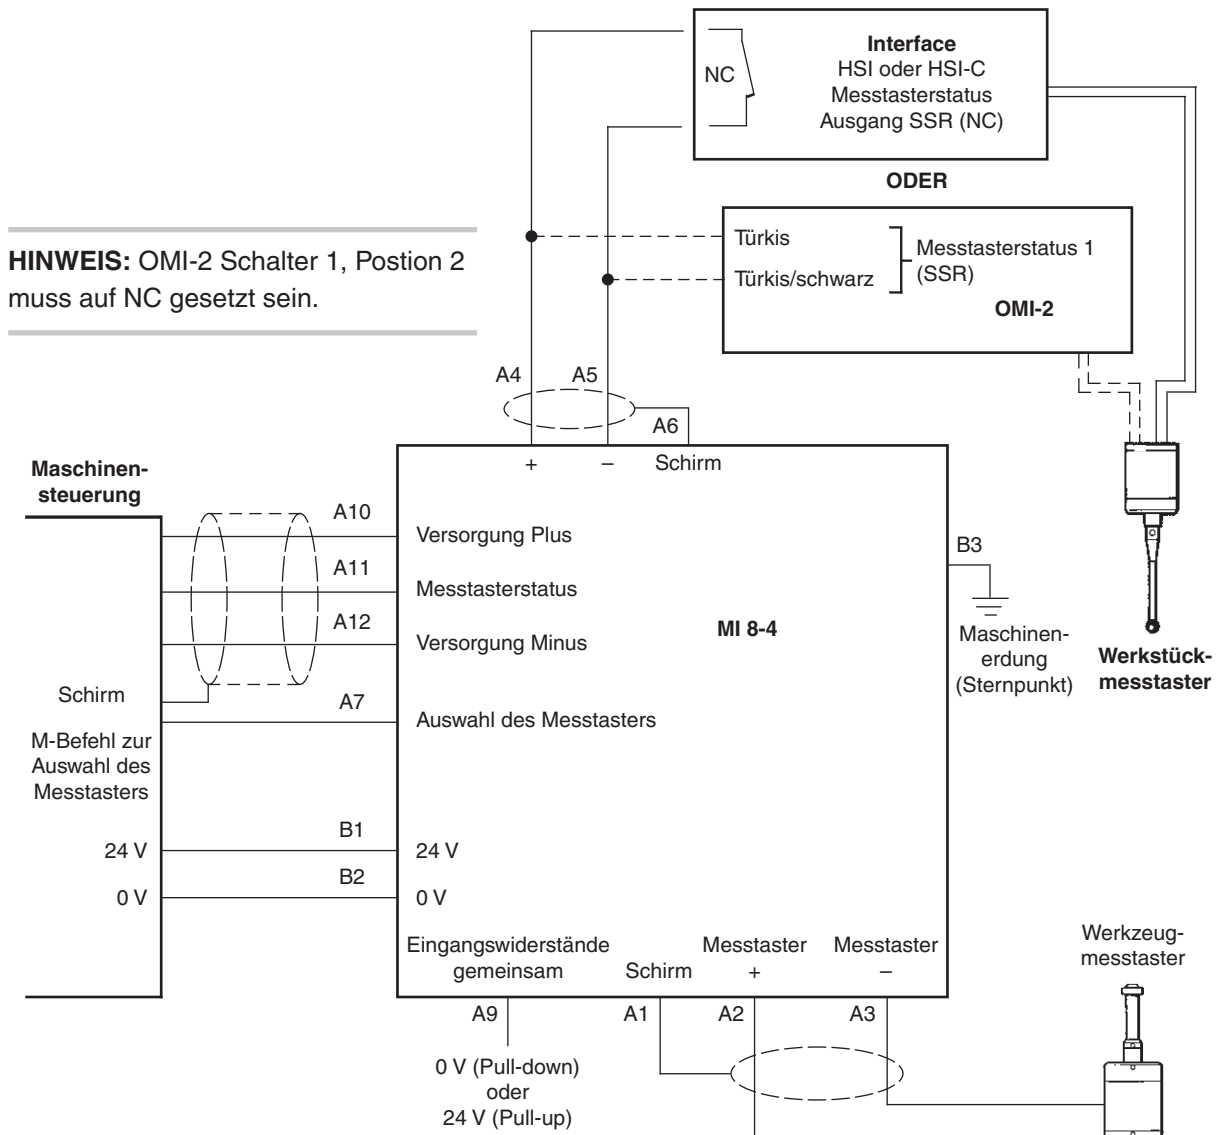 Interface
HSI oder HSI-C
Messtasterstatus
Ausgang SSR (NC)
NC
ODER
HINWEIS: OMI-2 Schalter 1, Postion 2
muss auf NC gesetzt sein.
Türkis
Türkis/schwarz
Messtasterstatus 1
(SSR)
OMI-2
A4
A5
A6
+
–
Schirm
Maschinen-
steuerung
A10
Versorgung Plus
A11
Messtasterstatus
A12
Versorgung Minus
Schirm
A7
Auswahl des Messtasters
M-Befehl zur
Auswahl des
Messtasters
MI 8-4
B3
Maschinen-
erdung
(Sternpunkt)
Werkstück-
messtaster
B1
24 V
24 V
B2
0 V
0 V
Eingangswiderstände
gemeinsam
Schirm
Messtaster
+
Messtaster
–
A9
A1
A2
A3
0 V (Pull-down)
oder
24 V (Pull-up)
Werkzeug-
messtaster